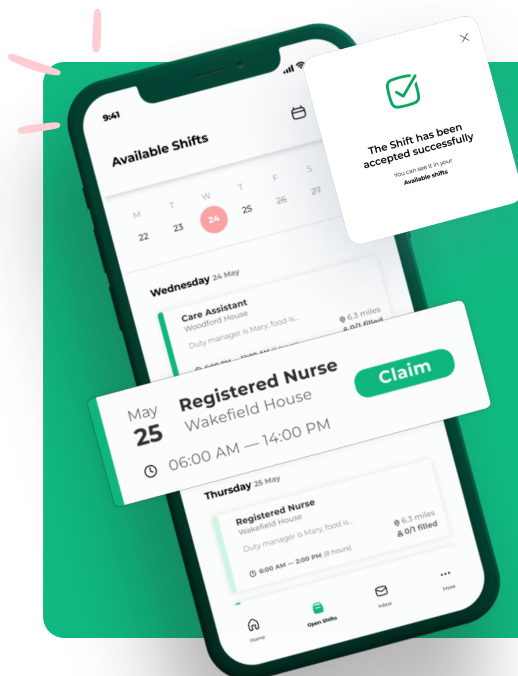 9:41
Available Shifts
M T W T F S
22 23 24 25 26 27
The Shift has been
accepted successfully
You can see it in your
Available shifts
Wednesday 24 May
Care Assistant
Woodford House
Duty manager is Mary, food is...
6.3 miles
0/1 filled
May
25
Registered Nurse
Wakefield House
06:00 AM — 14:00 PM
Claim
Thursday 25 May
Registered Nurse
Wakefield House
Duty manager is Mary, food is...
6.3 miles
0/1 filled
6:00 AM — 2:00 PM (8 hours)
Home
Open Shifts
Inbox
More